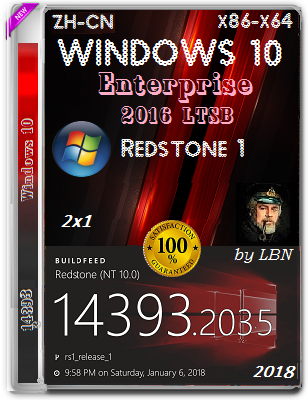 NEW
ZH-CN X86-X64
WINDOWS 10
Enterprise
2016 LTSB
REDSTONE 1
Windows 10
14393
2x1
SATISFACTION
100%
GUARANTEED
by LBN
BUILDFEED
Redstone (NT 10.0)
14393.2035
rs1_release_1
9:58 PM on Saturday, January 6, 2018
2018